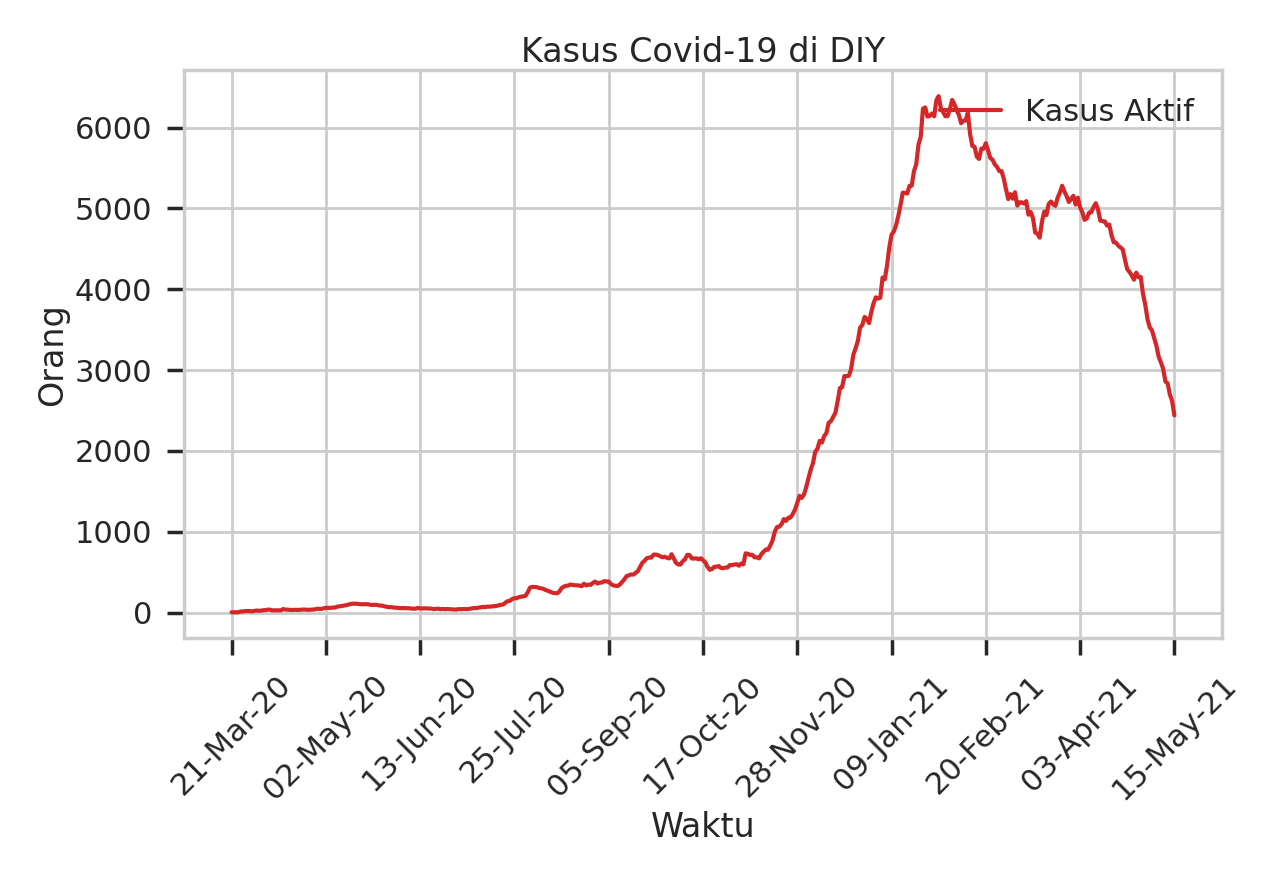 Kasus Covid-19 di DIY
Kasus Aktif
6000
5000
4000
3000
2000
1000
0
Orang
21-Mar-20
02-May-20
13-Jun-20
25-Jul-20
05-Sep-20
17-Oct-20
28-Nov-20
09-Jan-21
20-Feb-21
03-Apr-21
15-May-21
Waktu